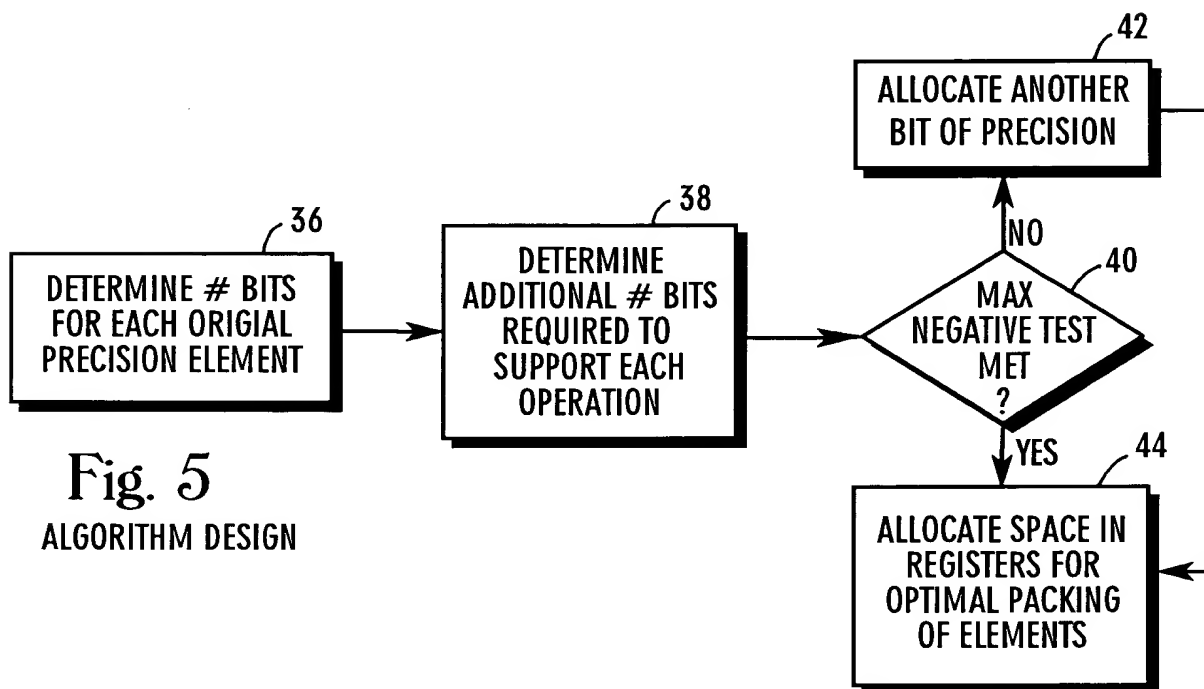 42
ALLOCATE ANOTHER
BIT OF PRECISION
36
DETERMINE # BITS
FOR EACH ORIGIAL
PRECISION ELEMENT
38
DETERMINE
ADDITIONAL # BITS
REQUIRED TO
SUPPORT EACH
OPERATION
NO
40
MAX
NEGATIVE TEST
MET
?
YES
44
ALLOCATE SPACE IN
REGISTERS FOR
OPTIMAL PACKING
OF ELEMENTS
Fig. 5
ALGORITHM DESIGN